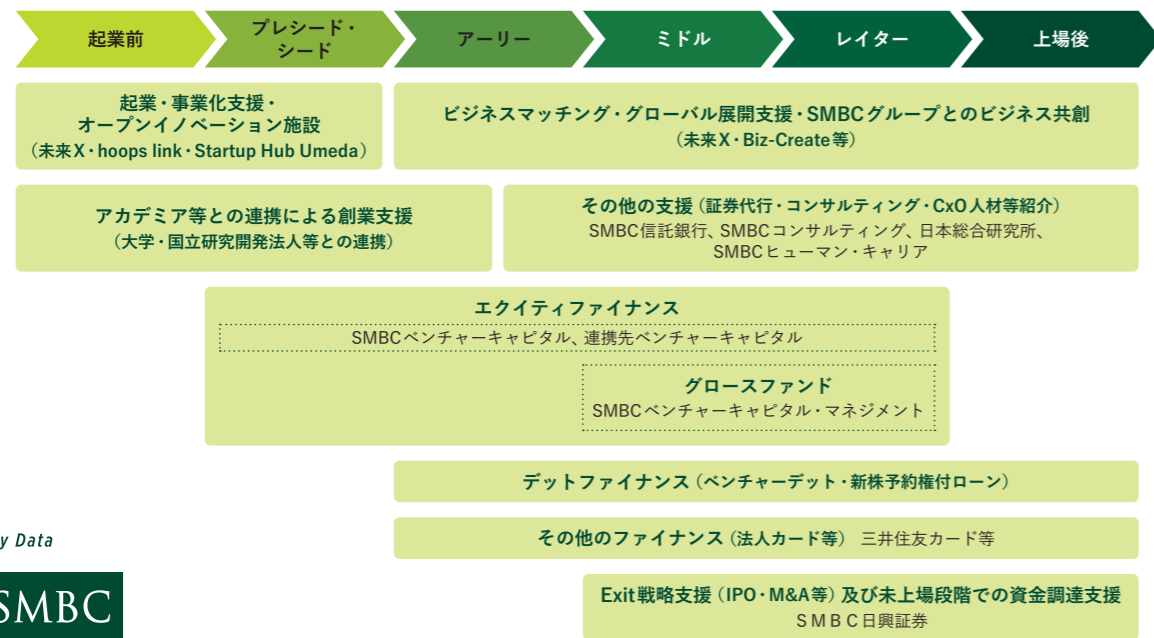 起業前
プレシード・
シード
アーリー
ミドル
レイター
上場後
起業・事業化支援・
オープンイノベーション施設
（未来X・hoops link・Startup Hub Umeda）
ビジネスマッチング・グローバル展開支援・SMBCグループとのビジネス共創
（未来X・Biz-Create等）
アカデミア等との連携による創業支援
（大学・国立研究開発法人等との連携）
その他の支援（証券代行・コンサルティング・CxO人材等紹介）
SMBC信託銀行、SMBCコンサルティング、日本総合研究所、
SMBCヒューマン・キャリア
エクイティファイナンス
SMBCベンチャーキャピタル、連携先ベンチャーキャピタル
グロースファンド
SMBCベンチャーキャピタル・マネジメント
デットファイナンス（ベンチャーデット・新株予約権付ローン）
その他のファイナンス（法人カード等） 三井住友カード等
Exit戦略支援（IPO・M&A等）及び未上場段階での資金調達支援
ＳＭＢＣ日興証券
y Data
SMBC